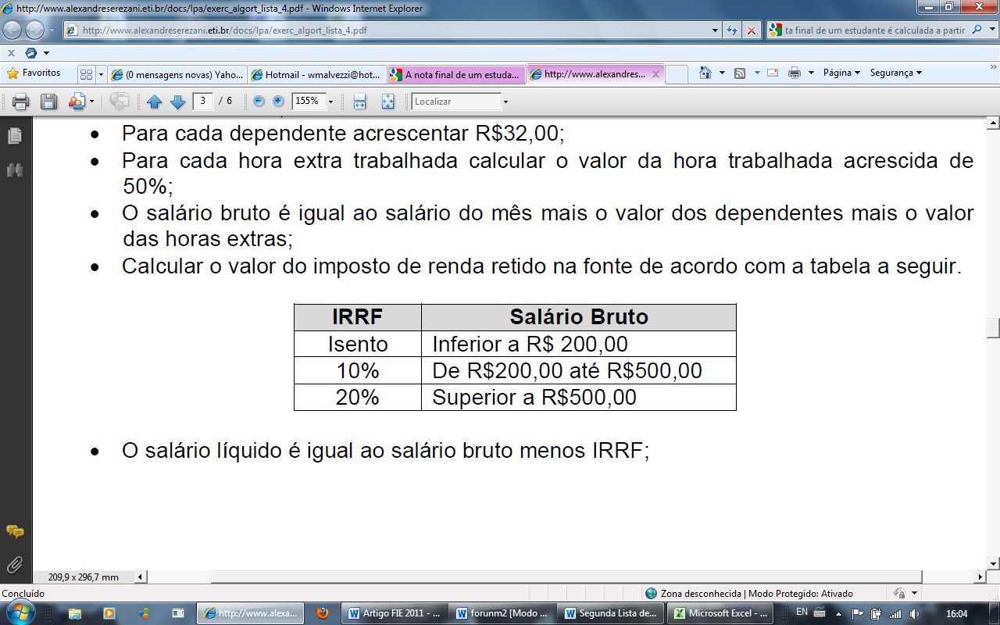 http://www.alexandreserezani.eti.br/docs/lpa/exerc_algort_lista_4.pdf - Windows Internet Explorer
http://www.alexandreserezani.eti.br/docs/lpa/exerc_algort_lista_4.pdf
ta final de um estudante é calculada a partir
Favoritos
(0 mensagens novas) Yaho...
Hotmail - wmalvezzi@hot...
A nota final de um estuda...
http://www.alexandres...
Página
Segurança
3 / 6
155%
Localizar
• Para cada dependente acrescentar R$32,00;
• Para cada hora extra trabalhada calcular o valor da hora trabalhada acrescida de
50%;
• O salário bruto é igual ao salário do mês mais o valor dos dependentes mais o valor
das horas extras;
• Calcular o valor do imposto de renda retido na fonte de acordo com a tabela a seguir.
IRRF Salário Bruto
Isento Inferior a R$ 200,00
10% De R$200,00 até R$500,00
20% Superior a R$500,00
• O salário líquido é igual ao salário bruto menos IRRF;
209,9 x 296,7 mm
Concluído
Zona desconhecida | Modo Protegido: Ativado
http://www.alexa...
Artigo FIE 2011 - ...
forunm2 [Modo ...
Segunda Lista de...
Microsoft Excel - ...
EN
16:04